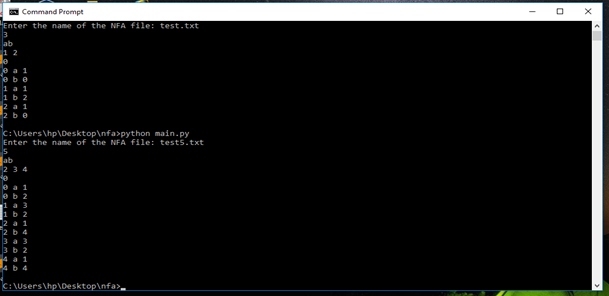 Command Prompt
Enter the name of the NFA file: test.txt
3
ab
1 2
0
0 a 1
0 b 0
1 a 1
1 b 2
2 a 1
2 b 0
C:\Users\hp\Desktop\nfa>python main.py
Enter the name of the NFA file: test5.txt
5
ab
2 3 4
0
0 a 1
0 b 2
1 a 3
1 b 2
2 a 1
2 b 4
3 a 3
3 b 2
4 a 1
4 b 4
C:\Users\hp\Desktop\nfa>_